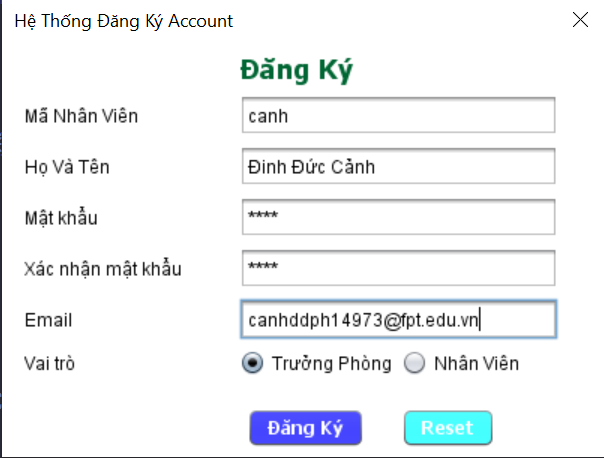 Hệ Thống Đăng Ký Account
Đăng Ký
Mã Nhân Viên canh
Họ Và Tên Đinh Đức Cảnh
Mật khẩu ****
Xác nhận mật khẩu ****
Email canhddph14973@fpt.edu.vn
Vai trò Trưởng Phòng Nhân Viên
Đăng Ký Reset